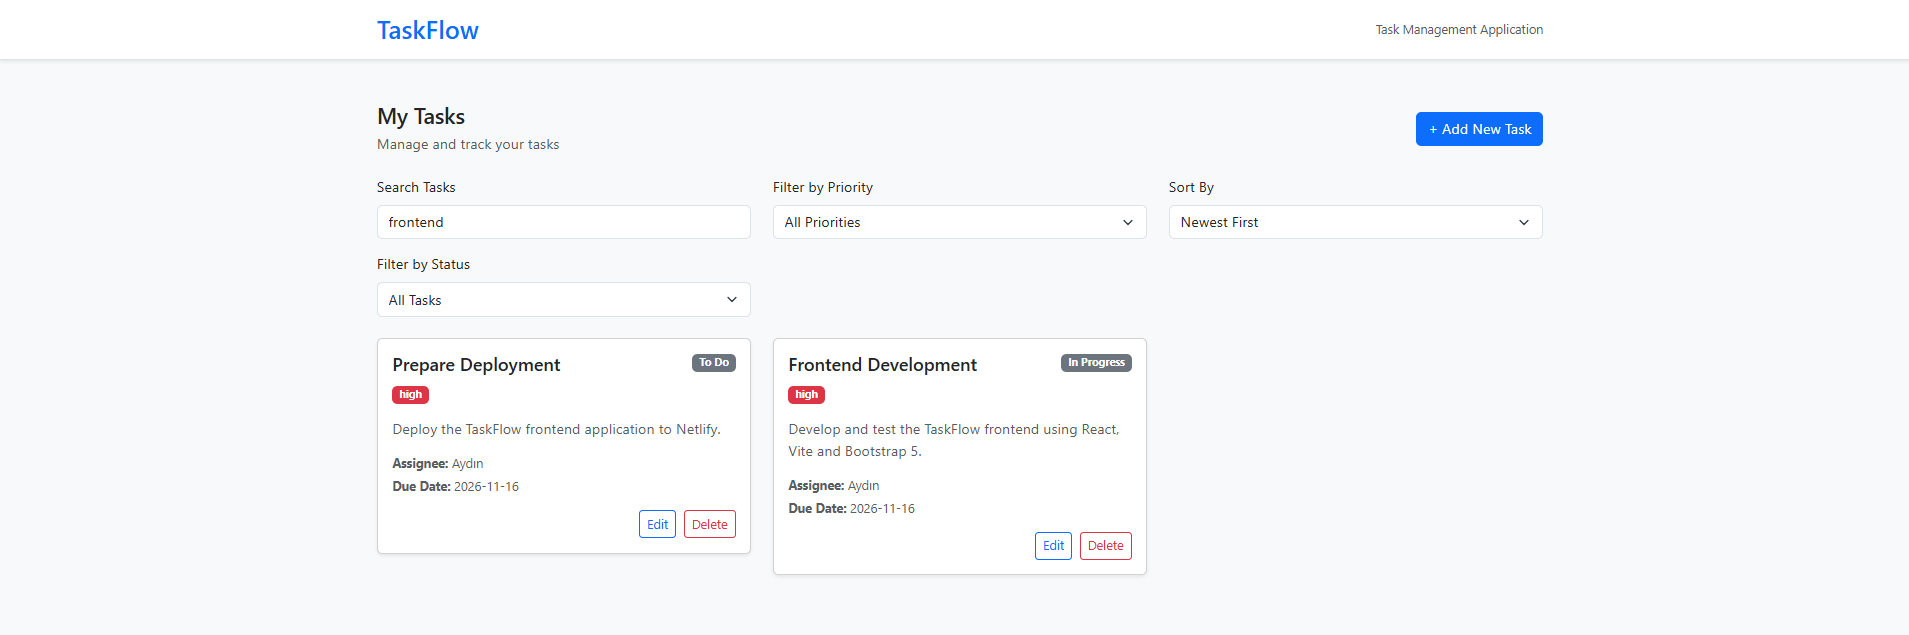 TaskFlow
Task Management Application
My Tasks
Manage and track your tasks
+ Add New Task
Search Tasks
frontend
Filter by Priority
All Priorities
Sort By
Newest First
Filter by Status
All Tasks
Prepare Deployment
To Do
high
Deploy the TaskFlow frontend application to Netlify.
Assignee: Aydın
Due Date: 2026-11-16
Edit
Delete
Frontend Development
In Progress
high
Develop and test the TaskFlow frontend using React,
Vite and Bootstrap 5.
Assignee: Aydın
Due Date: 2026-11-16
Edit
Delete